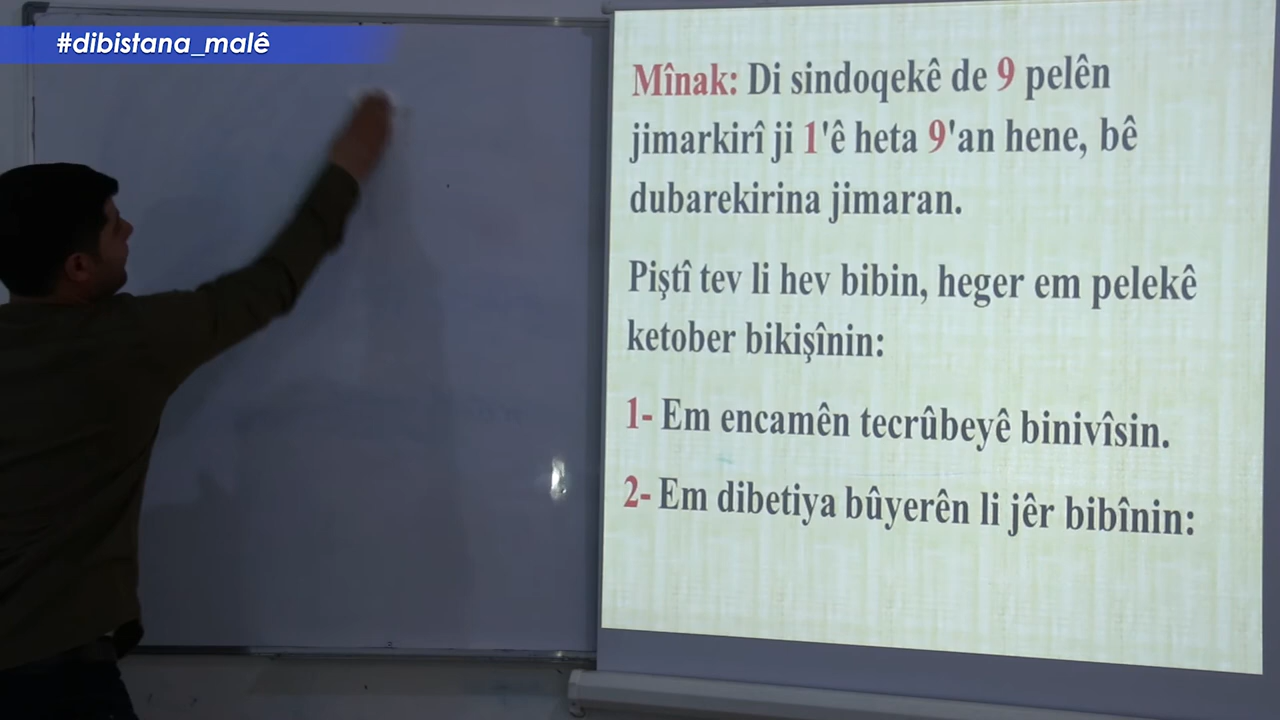 #dibistana_malê
Mînak: Di sindoqekê de 9 pelên
jimarkirî ji 1'ê heta 9'an hene, bê
dubarekirina jimaran.
Piştî tev li hev bibin, heger em pelekê
ketober bikişînin:
1- Em encamên tecrûbeyê binivîsin.
2- Em dibetiya bûyerên li jêr bibînin: